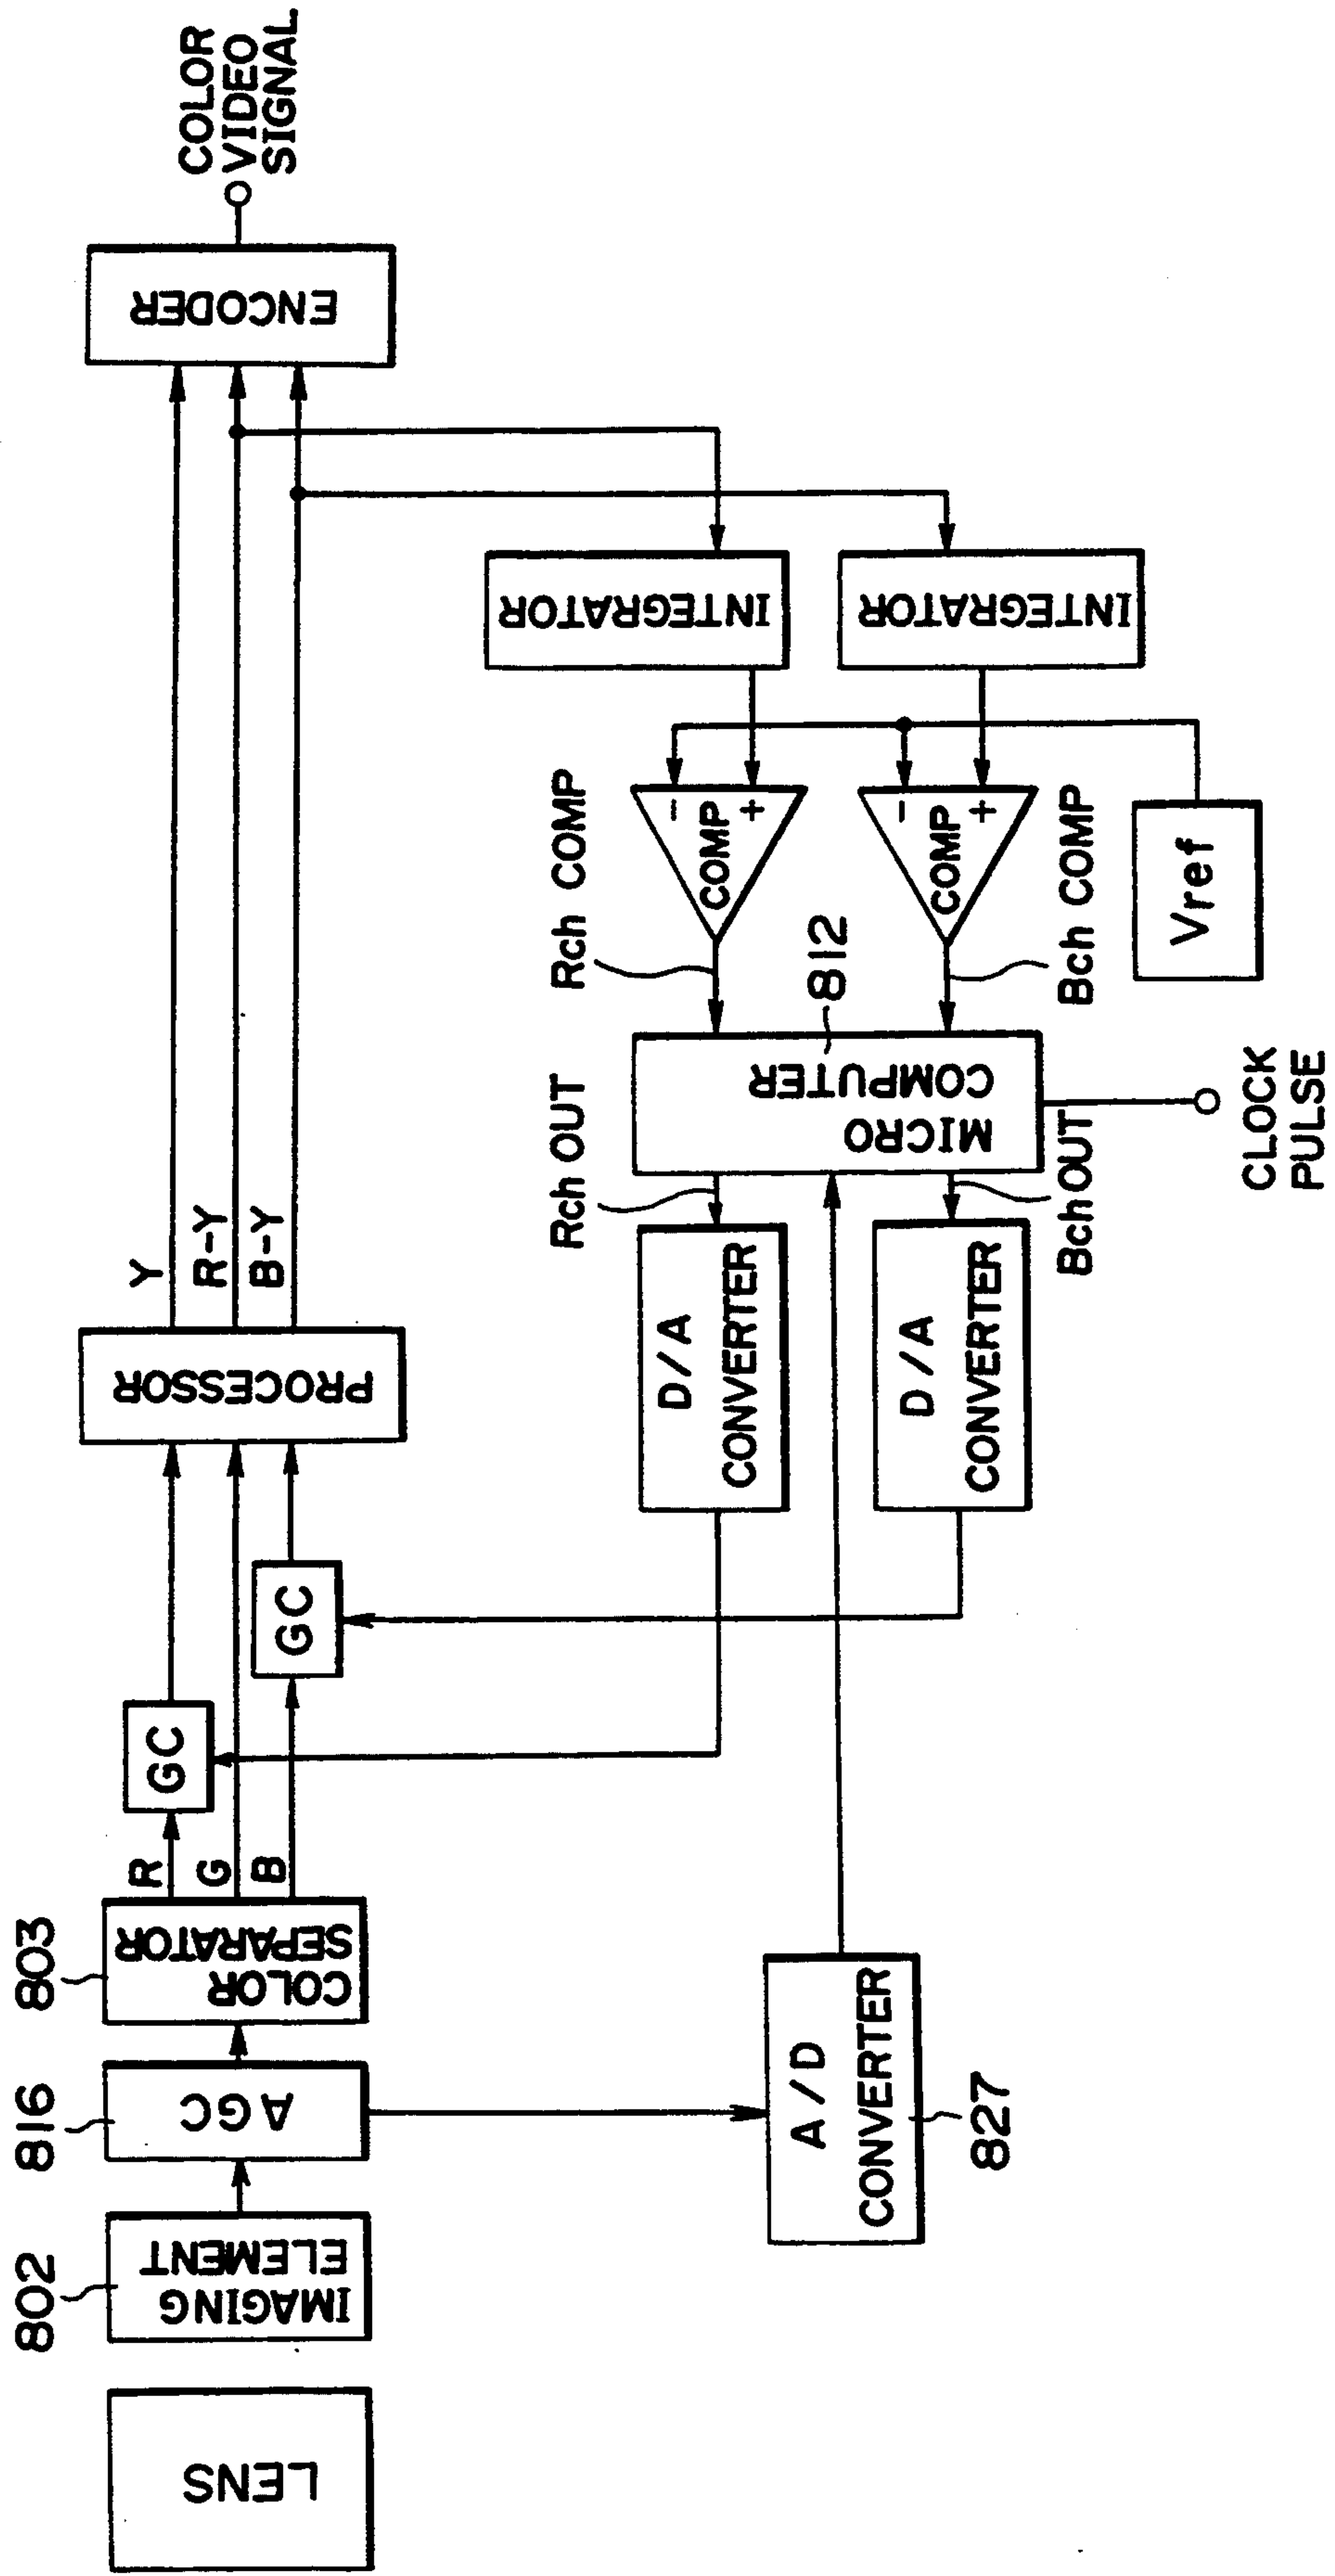 LENS
802
IMAGING
ELEMENT
816
AGC
803
COLOR
SEPARATOR
R
G
B
GC
GC
PROCESSOR
Y
R-Y
B-Y
ENCODER
COLOR
VIDEO
SIGNAL
A/D
CONVERTER
827
D/A
CONVERTER
D/A
CONVERTER
Rch OUT
Bch OUT
MICRO
COMPUTER
812
CLOCK
PULSE
Rch COMP
Bch COMP
COMP
-
+
COMP
-
+
Vref
INTEGRATOR
INTEGRATOR